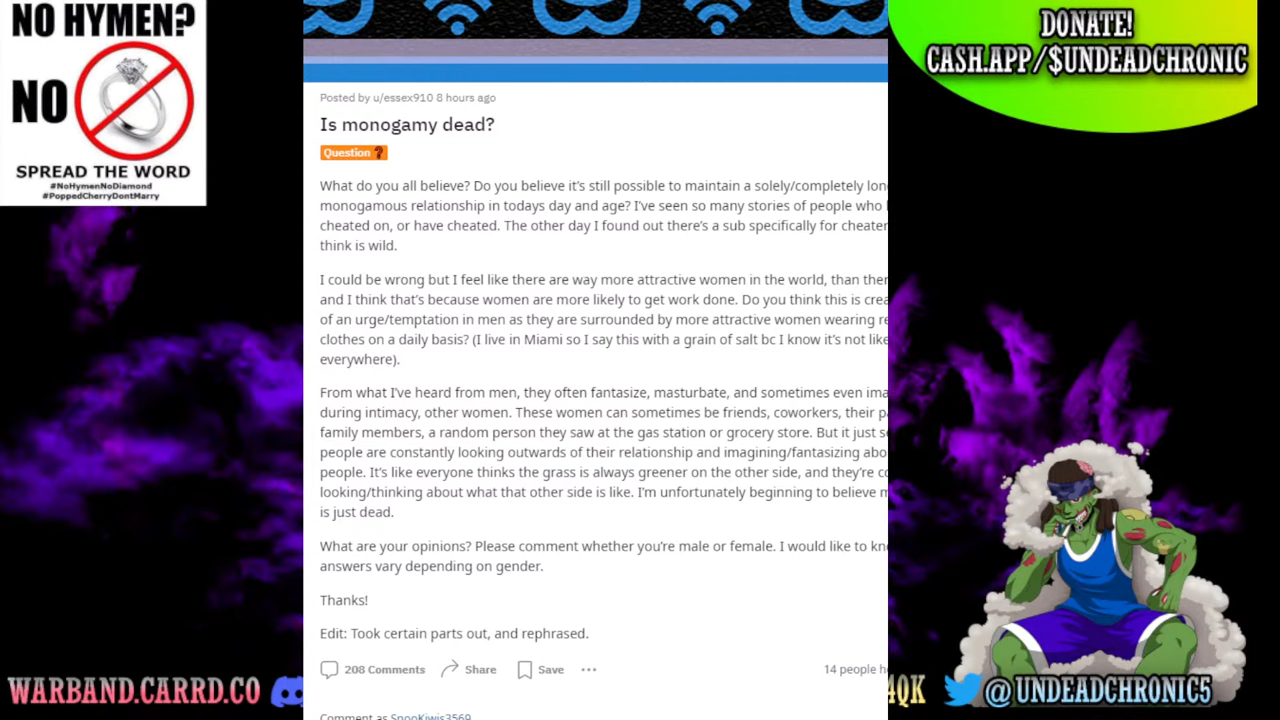 NO HYMEN?
NO
SPREAD THE WORD
#NoHymenNoDiamond
#PoppedCherryDontMarry
DONATE!
CASH.APP/$UNDEADCHRONIC
Posted by u/essex910 8 hours ago
Is monogamy dead?
Question ?
What do you all believe? Do you believe it's still possible to maintain a solely/completely
monogamous relationship in todays day and age? I've seen so many stories of people who
cheated on, or have cheated. The other day I found out there's a sub specifically for
think is wild.
I could be wrong but I feel like there are way more attractive women in the world, than
and I think that's because women are more likely to get work done. Do you think this is
of an urge/temptation in men as they are surrounded by more attractive women wearing
clothes on a daily basis? (I live in Miami so I say this with a grain of salt bc I know it's not like
everywhere).
From what I've heard from men, they often fantasize, masturbate, and sometimes even
during intimacy, other women. These women can sometimes be friends, coworkers, their
family members, a random person they saw at the gas station or grocery store. But it just
people are constantly looking outwards of their relationship and imagining/fantasizing
people. It's like everyone thinks the grass is always greener on the other side, and they're
looking/thinking about what that other side is like. I'm unfortunately beginning to believe
is just dead.
What are your opinions? Please comment whether you're male or female. I would like to
answers vary depending on gender.
Thanks!
Edit: Took certain parts out, and rephrased.
208 Comments Share Save ••• 14 people
Comment as SnooKiwis3569
WARBAND.CARRD.CO
4QK @UNDEADCHRONIC5